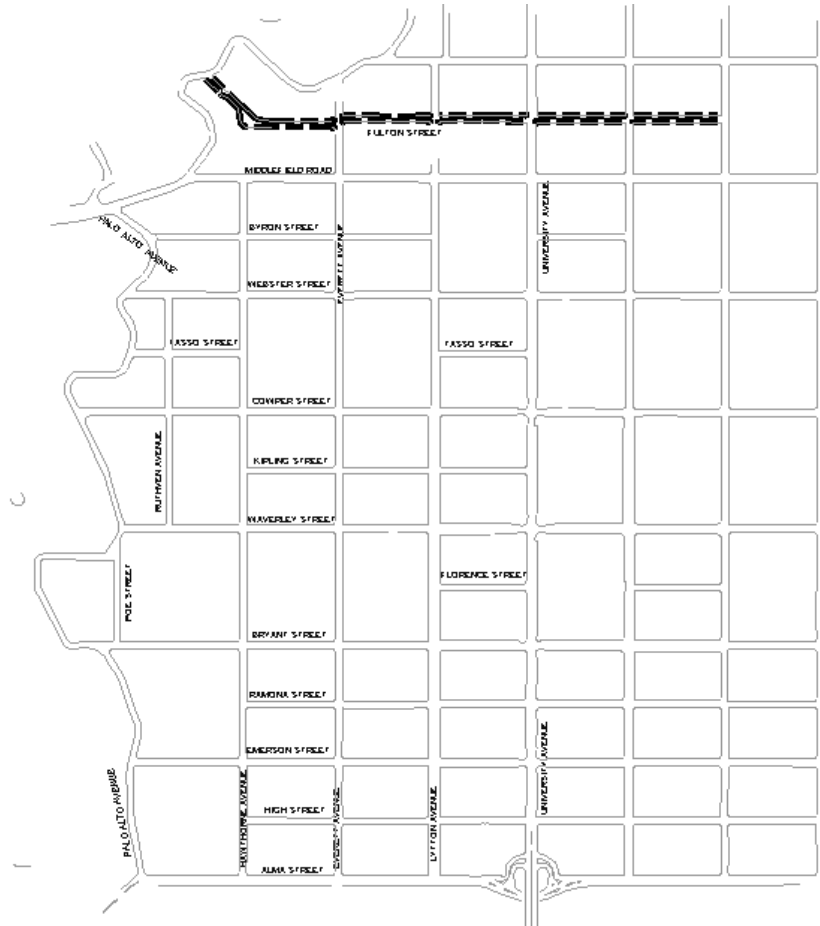 FULTON STREET
MIDDLEFIELD ROAD
BYRON STREET
UNIVERSITY AVENUE
PALO ALTO AVENUE
EVERETT AVENUE
WEBSTER STREET
TASSO STREET
TASSO STREET
COWPER STREET
KIPLING STREET
RUTHVEN AVENUE
WAVERLEY STREET
FLORENCE STREET
POE STREET
BRYANT STREET
RAMONA STREET
EMERSON STREET
UNIVERSITY AVENUE
PALO ALTO AVENUE
HAWTHORNE AVENUE
HIGH STREET
EVERETT AVENUE
LYTTON AVENUE
ALMA STREET